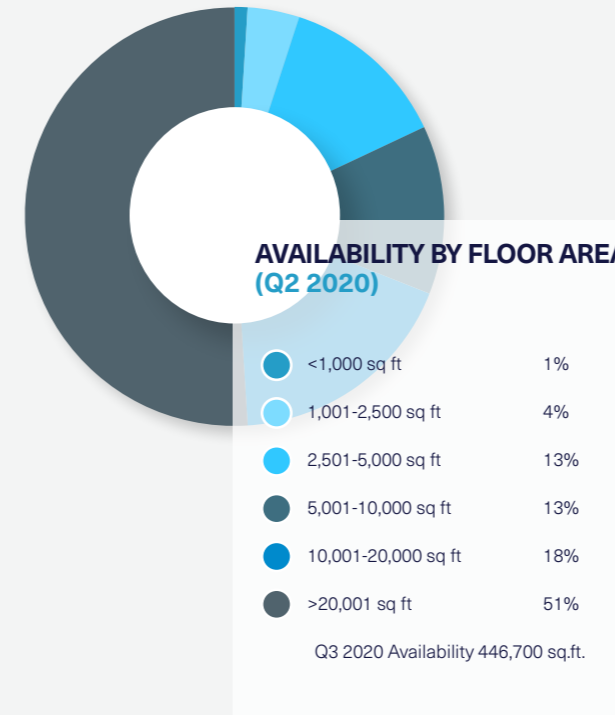 AVAILABILITY BY FLOOR AREA
(Q2 2020)
<1,000 sq ft 1%
1,001-2,500 sq ft 4%
2,501-5,000 sq ft 13%
5,001-10,000 sq ft 13%
10,001-20,000 sq ft 18%
>20,001 sq ft 51%
Q3 2020 Availability 446,700 sq.ft.